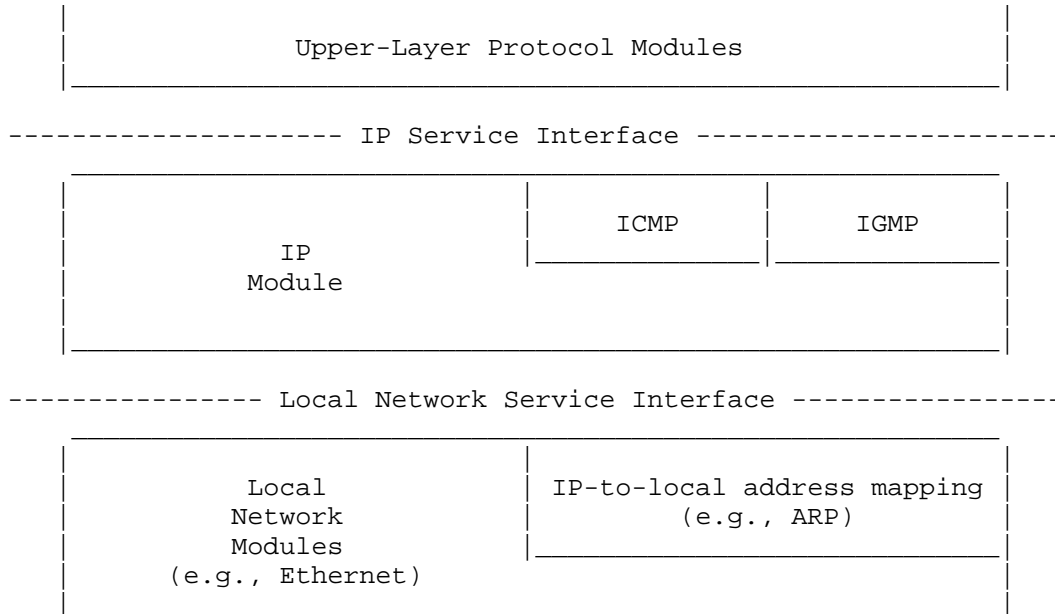 Upper-Layer Protocol Modules
--------------------- IP Service Interface -----------------------
ICMP IGMP
IP
Module
---------------- Local Network Service Interface -----------------
Local IP-to-local address mapping
Network (e.g., ARP)
Modules
(e.g., Ethernet)